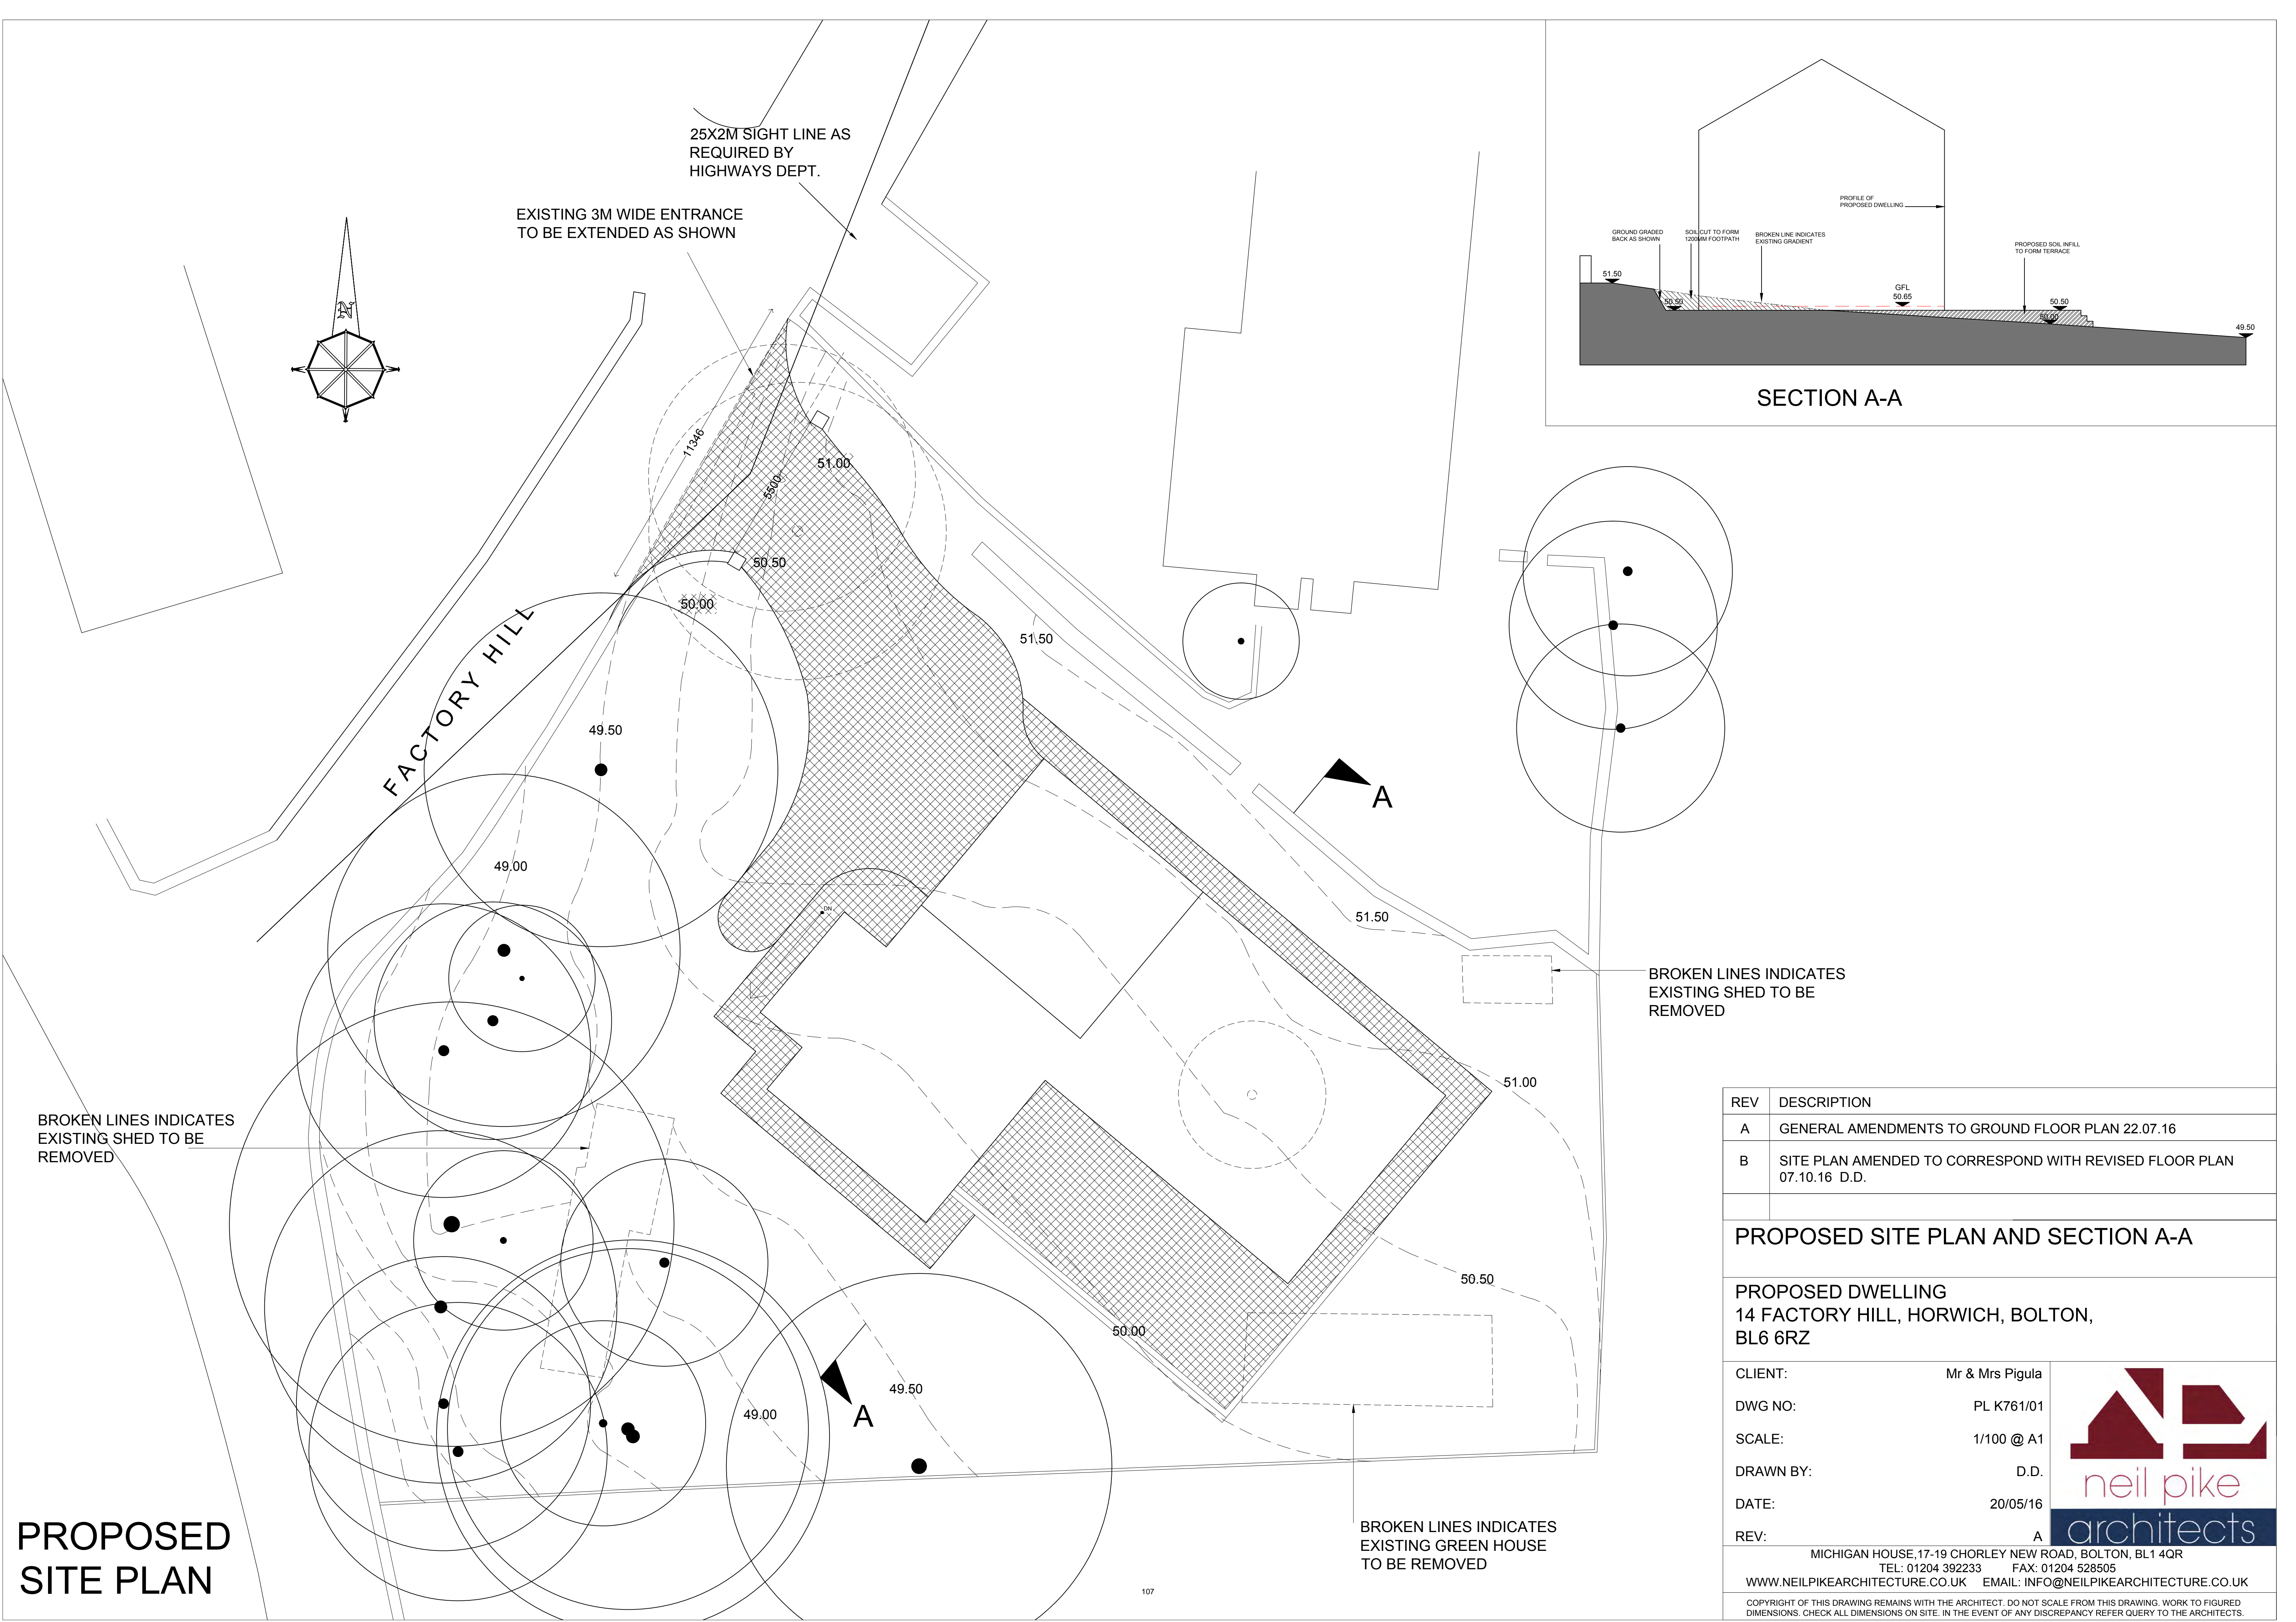 25X2M SIGHT LINE AS
REQUIRED BY
HIGHWAYS DEPT.
EXISTING 3M WIDE ENTRANCE
TO BE EXTENDED AS SHOWN
N
11346
5500
51.00
50.50
50.00
FACTORY HILL
49.50
49.00
51.50
A
51.50
DN
BROKEN LINES INDICATES
EXISTING SHED TO BE
REMOVED
51.00
BROKEN LINES INDICATES
EXISTING SHED TO BE
REMOVED
50.50
50.00
49.50
49.00
A
BROKEN LINES INDICATES
EXISTING GREEN HOUSE
TO BE REMOVED
107
PROPOSED
SITE PLAN
PROFILE OF
PROPOSED DWELLING
GROUND GRADED
BACK AS SHOWN
SOIL CUT TO FORM
1200MM FOOTPATH
BROKEN LINE INDICATES
EXISTING GRADIENT
PROPOSED SOIL INFILL
TO FORM TERRACE
51.50
50.50
GFL
50.65
50.50
50.00
49.50
SECTION A-A
REV DESCRIPTION
A GENERAL AMENDMENTS TO GROUND FLOOR PLAN 22.07.16
B SITE PLAN AMENDED TO CORRESPOND WITH REVISED FLOOR PLAN
07.10.16 D.D.
PROPOSED SITE PLAN AND SECTION A-A
PROPOSED DWELLING
14 FACTORY HILL, HORWICH, BOLTON,
BL6 6RZ
CLIENT: Mr & Mrs Pigula
DWG NO: PL K761/01
SCALE: 1/100 @ A1
DRAWN BY: D.D.
DATE: 20/05/16
REV: A
neil pike
architects
MICHIGAN HOUSE,17-19 CHORLEY NEW ROAD, BOLTON, BL1 4QR
TEL: 01204 392233 FAX: 01204 528505
WWW.NEILPIKEARCHITECTURE.CO.UK EMAIL: INFO@NEILPIKEARCHITECTURE.CO.UK
COPYRIGHT OF THIS DRAWING REMAINS WITH THE ARCHITECT. DO NOT SCALE FROM THIS DRAWING. WORK TO FIGURED
DIMENSIONS. CHECK ALL DIMENSIONS ON SITE. IN THE EVENT OF ANY DISCREPANCY REFER QUERY TO THE ARCHITECTS.